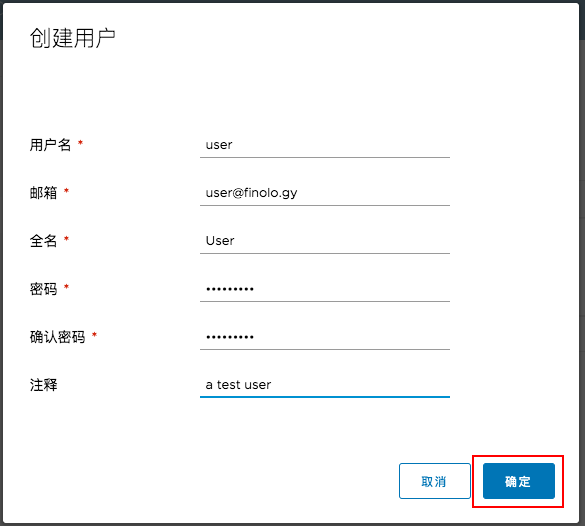 创建用户
用户名 * user
邮箱 * user@finolo.gy
全名 * User
密码 * •••••••••
确认密码 * •••••••••
注释 a test user
取消 确定